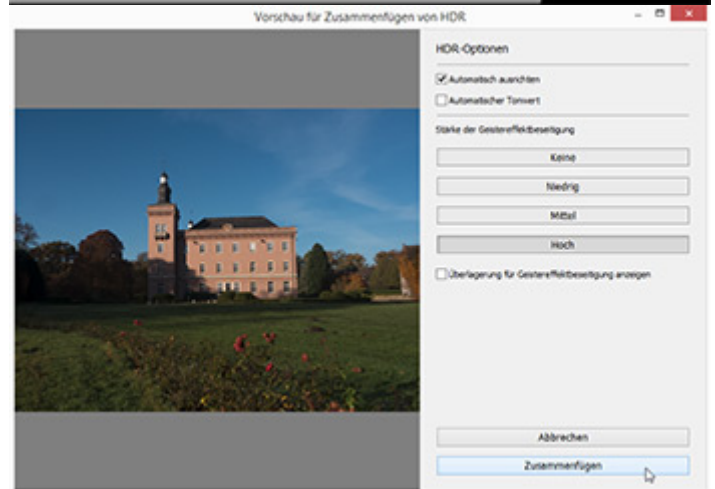 Vorschau für Zusammenfügen von HDR
HDR-Optionen
Automatisch ausrichten
Automatischer Tonwert
Stärke der Geistereffektbeseitigung
Keine
Niedrig
Mittel
Hoch
Überlagerung für Geistereffektbeseitigung anzeigen
Abbrechen
Zusammenfügen